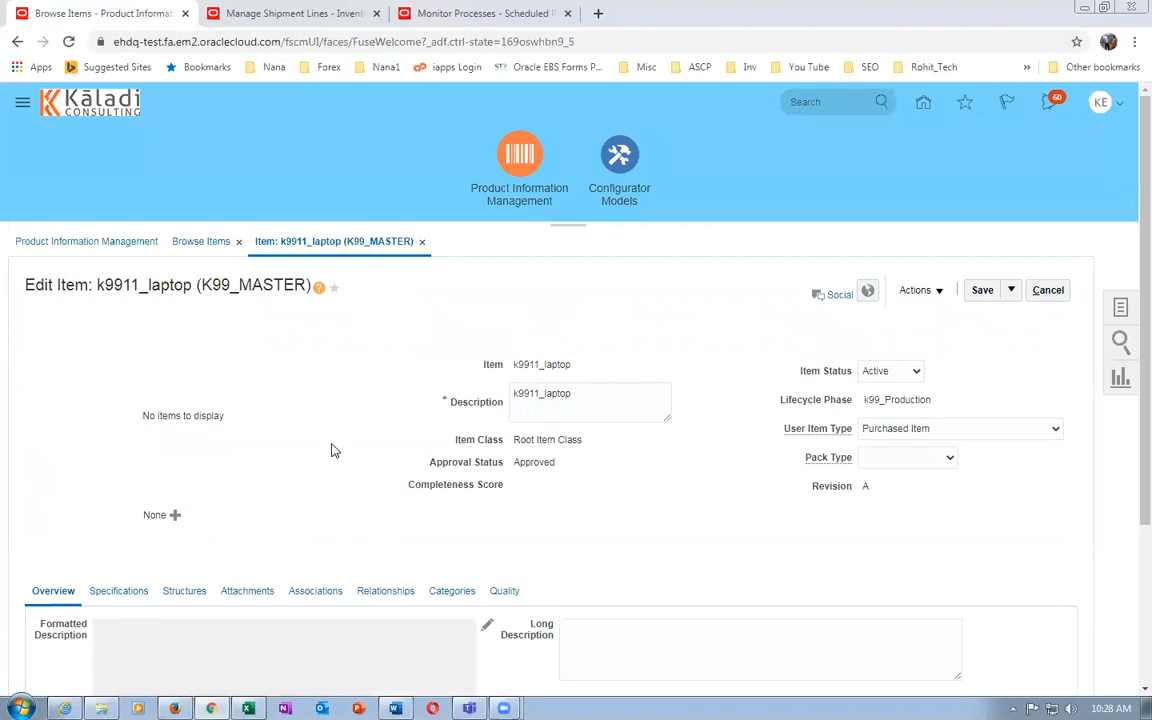 Browse Items - Product Informat
Manage Shipment Lines - Invent
Monitor Processes - Scheduled P
ehdq-test.fa.em2.oraclecloud.com/fscmUI/faces/FuseWelcome?_adf.ctrl-state=169oswhbn9_5
Apps
Suggested Sites
Bookmarks
Nana
Forex
Nana1
iapps Login
Oracle EBS Forms P...
Misc
ASCP
Inv
You Tube
SEO
Rohit_Tech
»
Other bookmarks
Kaladi
CONSULTING
Search
60
KE
Product Information
Management
Configurator
Models
Product Information Management
Browse Items
Item: k9911_laptop (K99_MASTER)
Edit Item: k9911_laptop (K99_MASTER)
Social
Actions
Save
Cancel
No items to display
None
Item k9911_laptop
* Description k9911_laptop
Item Class Root Item Class
Approval Status Approved
Completeness Score
Item Status Active
Lifecycle Phase k99_Production
User Item Type Purchased Item
Pack Type
Revision A
Overview
Specifications
Structures
Attachments
Associations
Relationships
Categories
Quality
Formatted
Description
Long
Description
10:28 AM